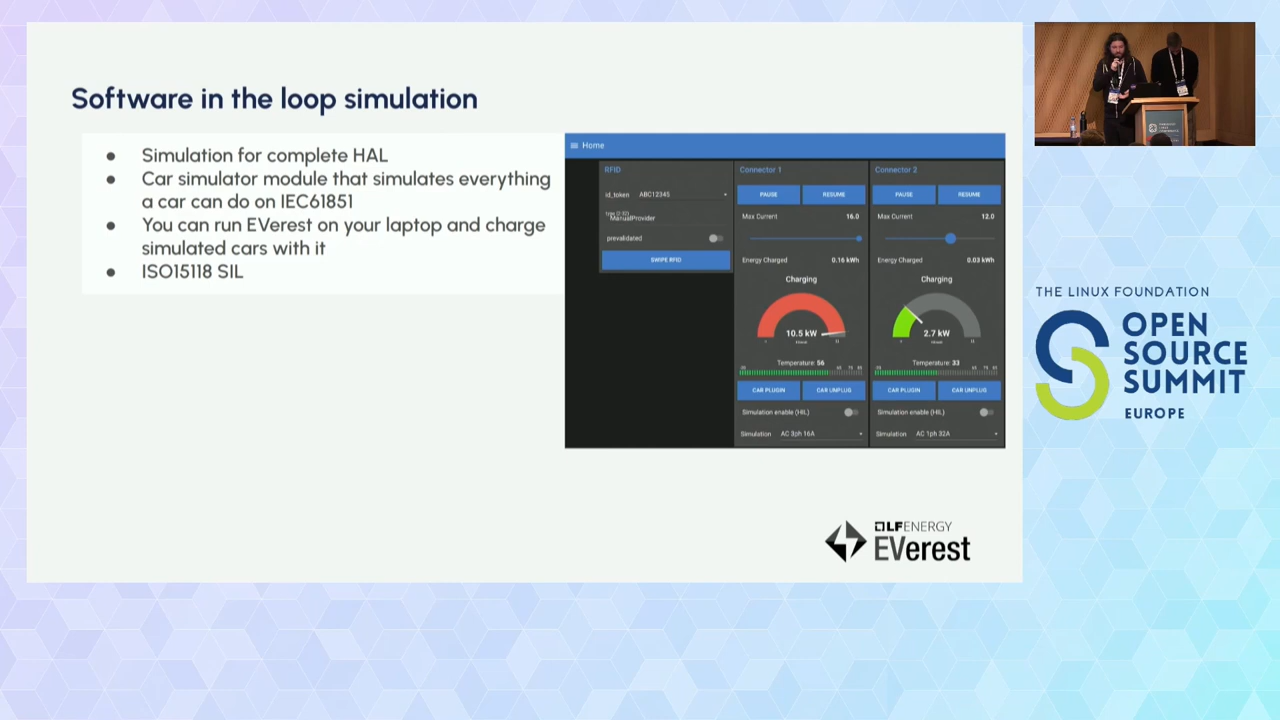 Software in the loop simulation
● Simulation for complete HAL
● Car simulator module that simulates everything
a car can do on IEC61851
● You can run EVerest on your laptop and charge
simulated cars with it
● ISO15118 SIL
Home
RFID
id_token ABC12345
ManualProvider
prevalidated
SWIPE RFID
Connector 1
PAUSE RESUME
Max Current 16.0
Energy Charged 0.16 kWh
Charging
10.5 kW
Temperature: 56
CAR PLUGIN CAR UNPLUG
Simulation enable (HIL)
Simulation AC 3ph 16A
Connector 2
PAUSE RESUME
Max Current 12.0
Energy Charged 0.03 kWh
Charging
2.7 kW
Temperature: 33
CAR PLUGIN CAR UNPLUG
Simulation enable (HIL)
Simulation AC 1ph 32A
LFENERGY
EVerest
THE LINUX FOUNDATION
OPEN
SOURCE
SUMMIT
EUROPE